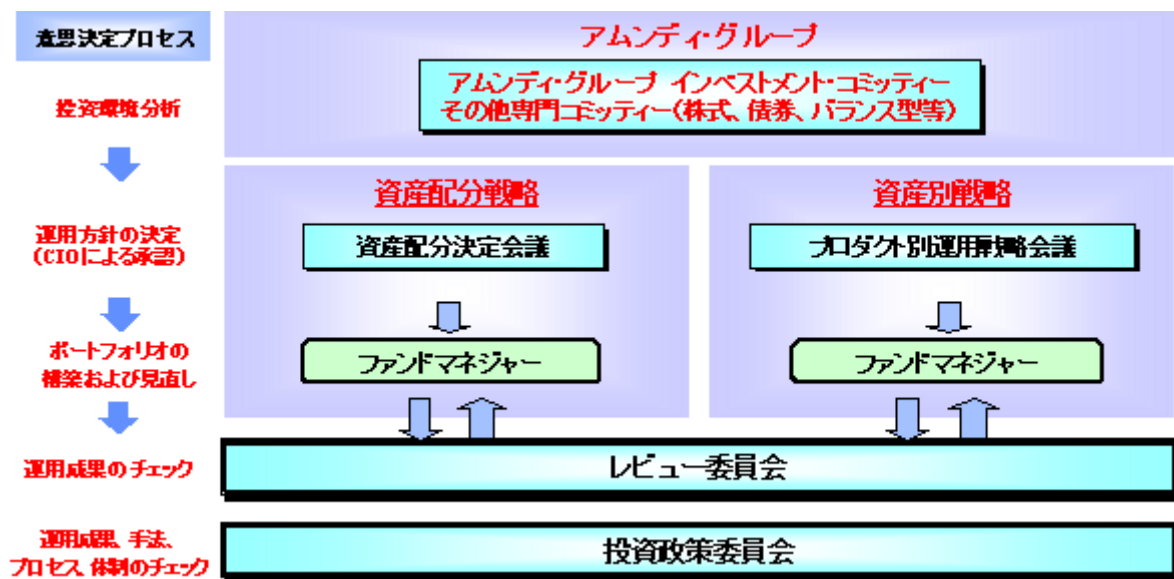 意思決定プロセス
アムンディ・グループ
アムンディ・グループ インベストメント・コミッティー
その他専門コミッティー(株式、債券、バランス型等)
投資環境分析
資産配分戦略
資産別戦略
運用方針の決定
(CIOによる承認)
資産配分決定会議
プロダクト別運用戦略会議
ポートフォリオの
構築および見直し
ファンドマネジャー
ファンドマネジャー
運用成果のチェック
レビュー委員会
運用成果、手法、
プロセス、体制のチェック
投資政策委員会